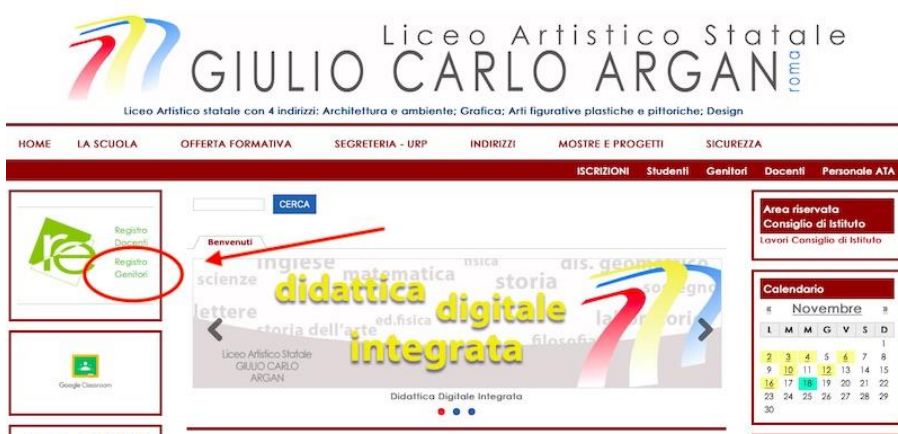 Liceo Artistico Statale
GIULIO CARLO ARGAN roma
Liceo Artistico statale con 4 indirizzi: Architettura e ambiente; Grafica; Arti figurative plastiche e pittoriche; Design
HOME LA SCUOLA OFFERTA FORMATIVA SEGRETERIA - URP INDIRIZZI MOSTRE E PROGETTI SICUREZZA
ISCRIZIONI Studenti Genitori Docenti Personale ATA
re
Registro
Docenti
Registro
Genitori
Google Classroom
CERCA
Benvenuti
inglese matematica fisica dis. geometrico
scienze storia sostegno
didattica digitale integrata
lettere ed.fisica laboratori
storia dell'arte filosofia
Liceo Artistico Statale
GIULIO CARLO
ARGAN
Didattica Digitale Integrata
Area riservata
Consiglio di Istituto
Lavori Consiglio di Istituto
Calendario
« Novembre »
L M M G V S D
1
2 3 4 5 6 7 8
9 10 11 12 13 14 15
16 17 18 19 20 21 22
23 24 25 26 27 28 29
30